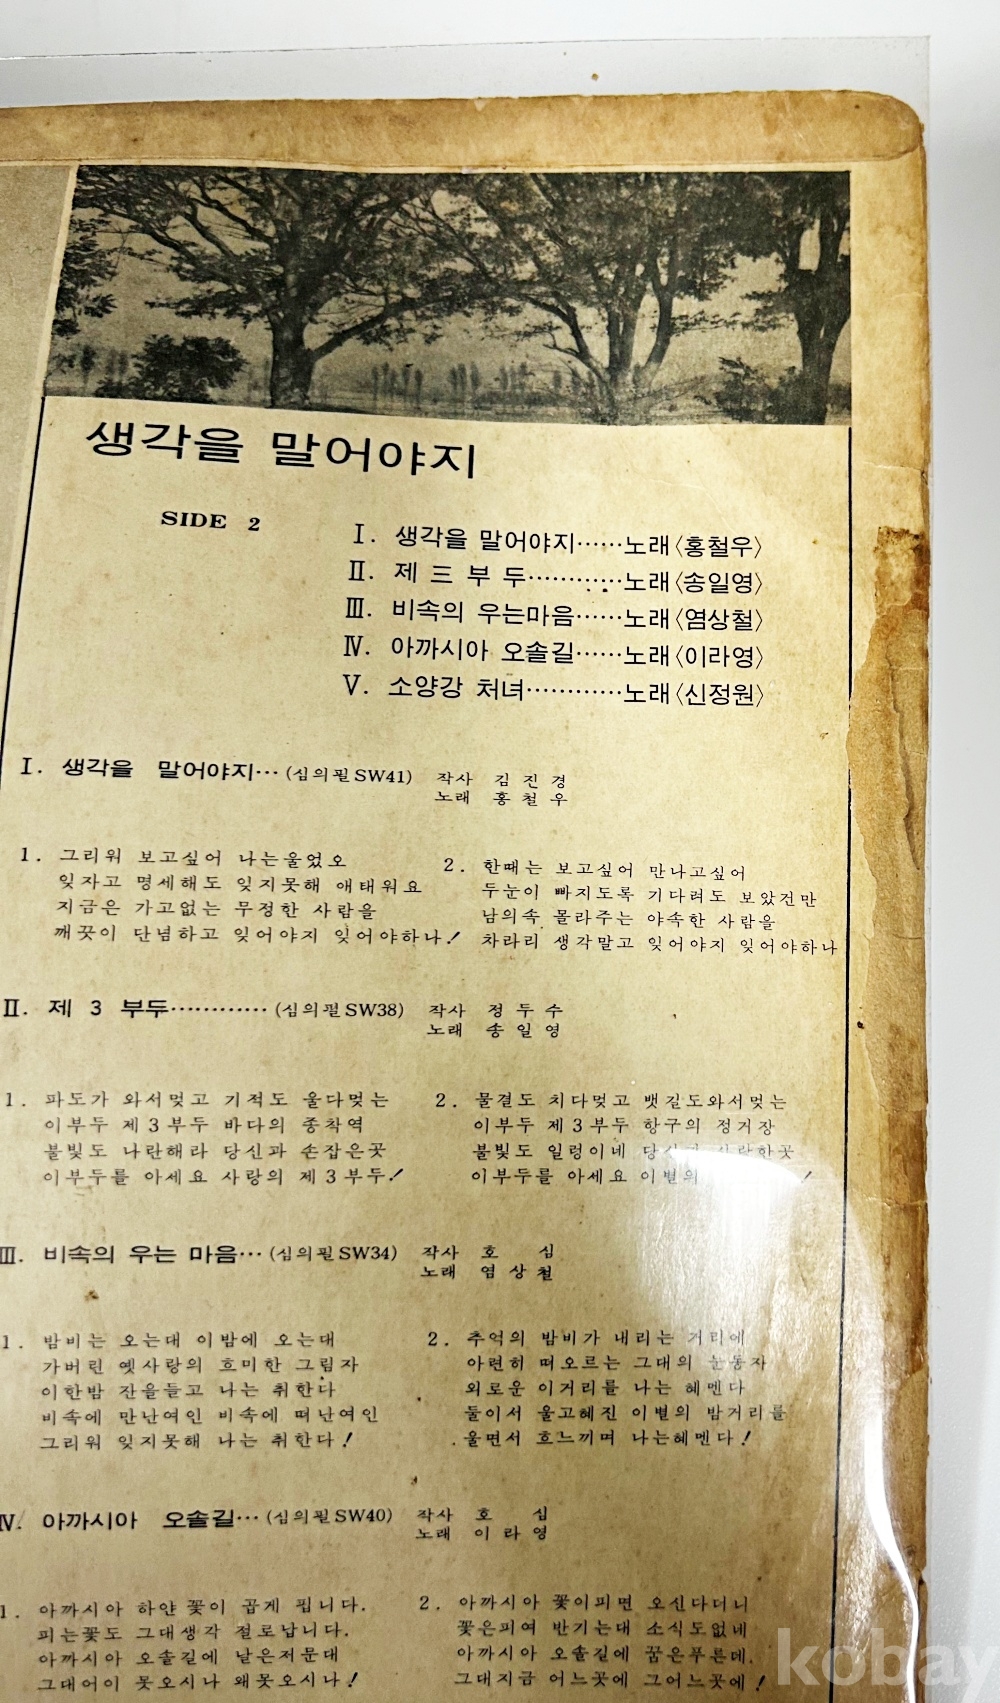 생각을 말어야지
SIDE 2
Ⅰ. 생각을 말어야지……노래〈홍철우〉
Ⅱ. 제 三 부 두…………노래〈송일영〉
Ⅲ. 비속의 우는마음……노래〈염상철〉
Ⅳ. 아까시아 오솔길……노래〈이라영〉
Ⅴ. 소양강 처녀…………노래〈신정원〉
Ⅰ. 생각을 말어야지…(심의필SW41) 작사 김진경
노래 홍철우
1. 그리워 보고싶어 나는울었오
잊자고 명세해도 잊지못해 애태워요
지금은 가고없는 무정한 사람을
깨끗이 단념하고 잊어야지 잊어야하나!
2. 한때는 보고싶어 만나고싶어
두눈이 빠지도록 기다려도 보았건만
남의속 몰라주는 야속한 사람을
차라리 생각말고 잊어야지 잊어야하나
Ⅱ. 제 3 부두…………(심의필SW38) 작사 정두수
노래 송일영
1. 파도가 와서멎고 기적도 울다멎는
이부두 제3부두 바다의 종착역
불빛도 나란해라 당신과 손잡은곳
이부두를 아세요 사랑의 제3부두!
2. 물결도 치다멎고 뱃길도와서멎는
이부두 제3부두 항구의 정거장
불빛도 일렁이네 당신과 사랑한곳
이부두를 아세요 이별의 !
Ⅲ. 비속의 우는 마음…(심의필SW34) 작사 호 심
노래 염상철
1. 밤비는 오는대 이밤에 오는대
가버린 옛사랑의 흐미한 그림자
이한밤 잔을들고 나는 취한다
비속에 만난여인 비속에 떠난여인
그리워 잊지못해 나는 취한다!
2. 추억의 밤비가 내리는 거리에
아련히 떠오르는 그대의 눈동자
외로운 이거리를 나는 헤멘다
둘이서 울고헤진 이별의 밤거리를
울면서 흐느끼며 나는헤멘다!
Ⅳ. 아까시아 오솔길…(심의필SW40) 작사 호 심
노래 이라영
1. 아까시아 하얀꽃이 곱게 핍니다.
피는꽃도 그대생각 절로납니다.
아까시아 오솔길에 날은저문대
그대어이 못오시나 왜못오시나!
2. 아까시아 꽃이피면 오신다더니
꽃은피여 반기는대 소식도없네
아까시아 오솔길에 꿈은푸른데.
그대지금 어느곳에 그어느곳에!
kobay